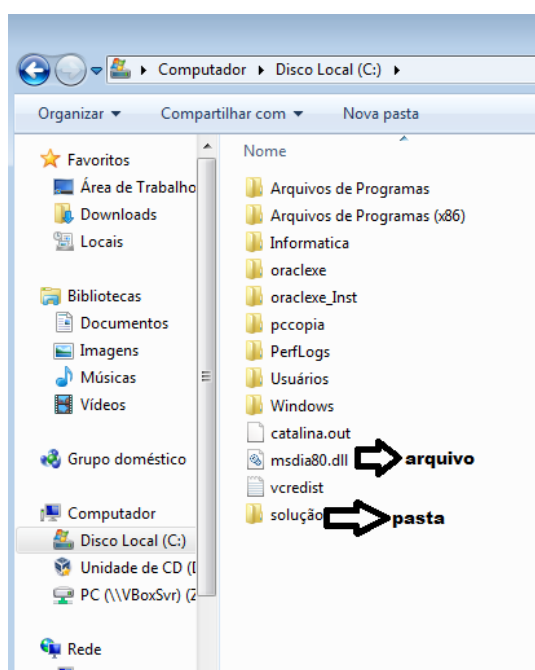 Computador ▸ Disco Local (C:) ▸
Organizar Compartilhar com Nova pasta
Favoritos
Área de Trabalho
Downloads
Locais
Bibliotecas
Documentos
Imagens
Músicas
Vídeos
Grupo doméstico
Computador
Disco Local (C:)
Unidade de CD (
PC (\\VBoxSvr) (Z
Rede
Nome
Arquivos de Programas
Arquivos de Programas (x86)
Informatica
oraclexe
oraclexe_Inst
pccopia
PerfLogs
Usuários
Windows
catalina.out
msdia80.dll arquivo
vcredist
solução pasta